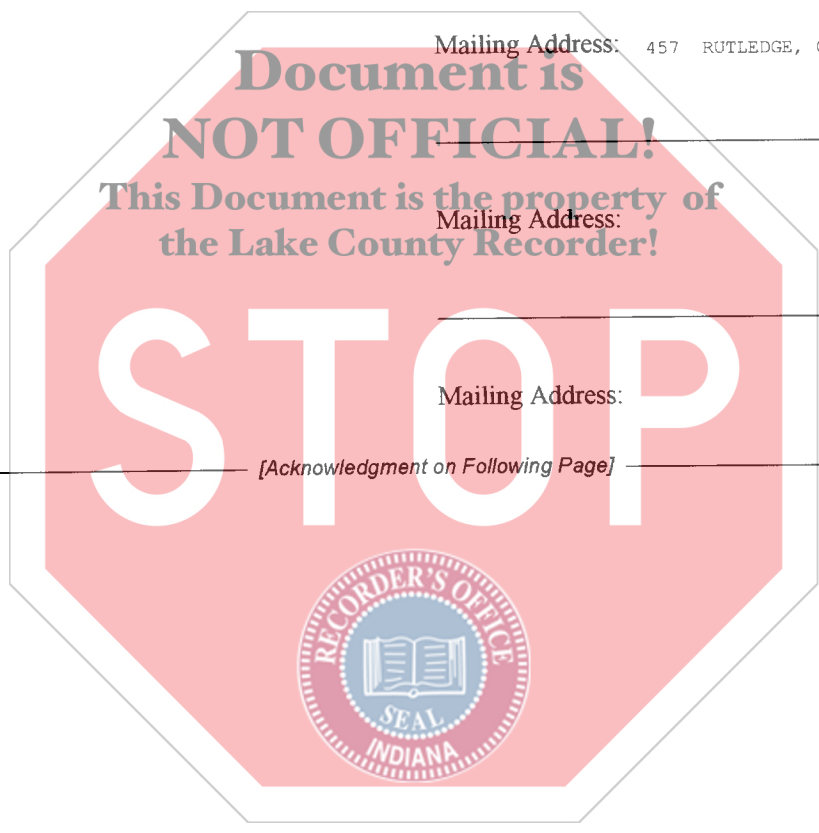 Mailing Address: 457 RUTLEDGE,
Document is
NOT OFFICIAL!
This Document is the property of
the Lake County Recorder!
Mailing Address:
STOP
Mailing Address:
[Acknowledgment on Following Page]
RECORDER'S OFFICE
SEAL
INDIANA